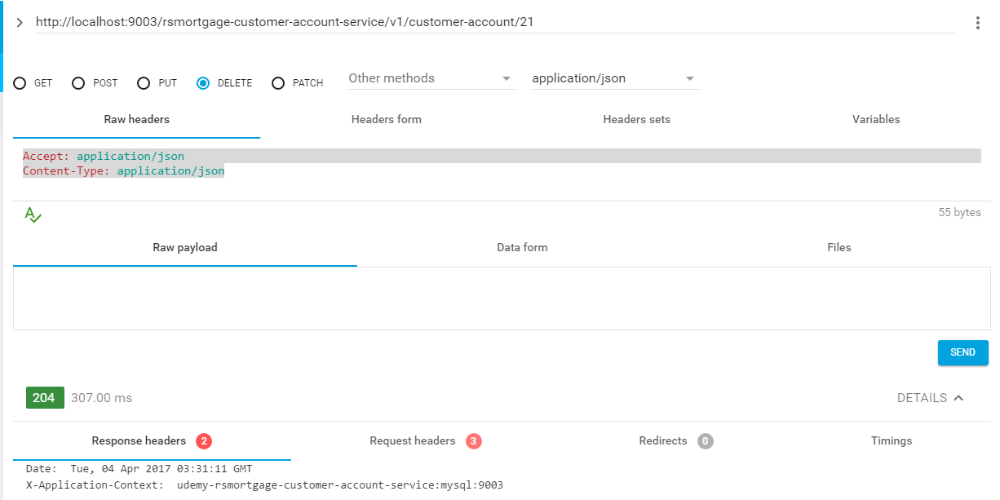 http://localhost:9003/rsmortgage-customer-account-service/v1/customer-account/21
GET POST PUT DELETE PATCH Other methods application/json
Raw headers Headers form Headers sets Variables
Accept: application/json
Content-Type: application/json
55 bytes
Raw payload Data form Files
SEND
204 307.00 ms DETAILS
Response headers 2 Request headers 3 Redirects 0 Timings
Date: Tue, 04 Apr 2017 03:31:11 GMT
X-Application-Context: udemy-rsmortgage-customer-account-service:mysql:9003